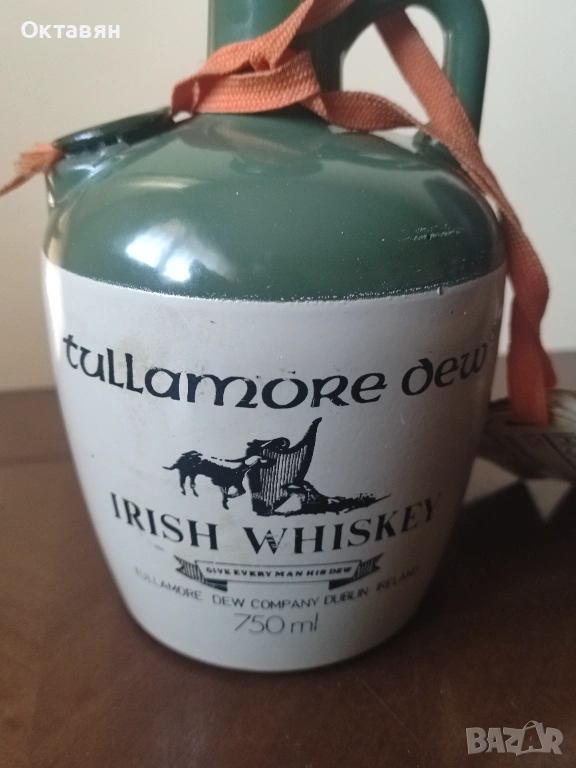 Октавян
tullamore dew
IRISH WHISKEY
GIVE EVERY MAN HIS DEW
TULLAMORE DEW COMPANY DUBLIN IRELAND
750 ml
BAZAR